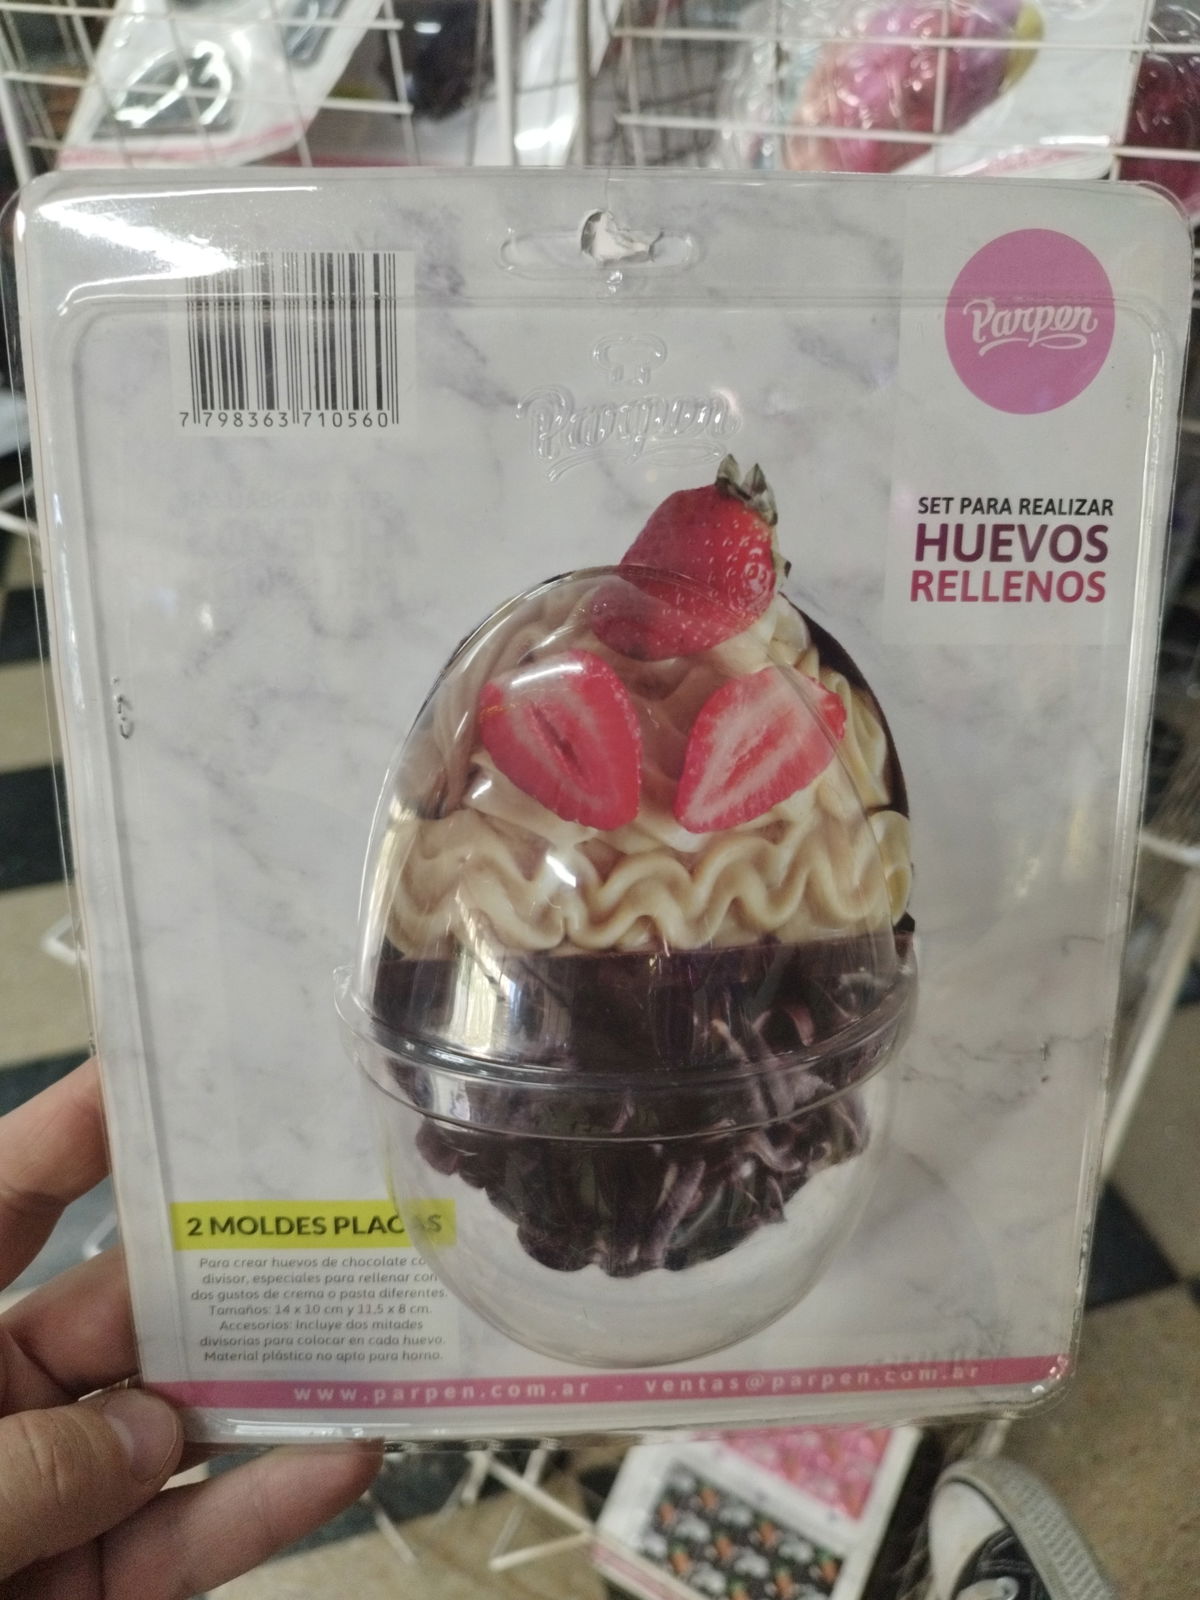 7 798363 710560
Parpen
Parpen
SET PARA REALIZAR
HUEVOS
RELLENOS
2 MOLDES PLACAS
Para crear huevos de chocolate con
divisor, especiales para rellenar con
dos gustos de crema o pasta diferentes.
Tamaños: 14 x 10 cm y 11.5 x 8 cm.
Accesorios: Incluye dos mitades
divisorias para colocar en cada huevo.
Material plástico no apto para horno.
www.parpen.com.ar - ventas@parpen.com.ar